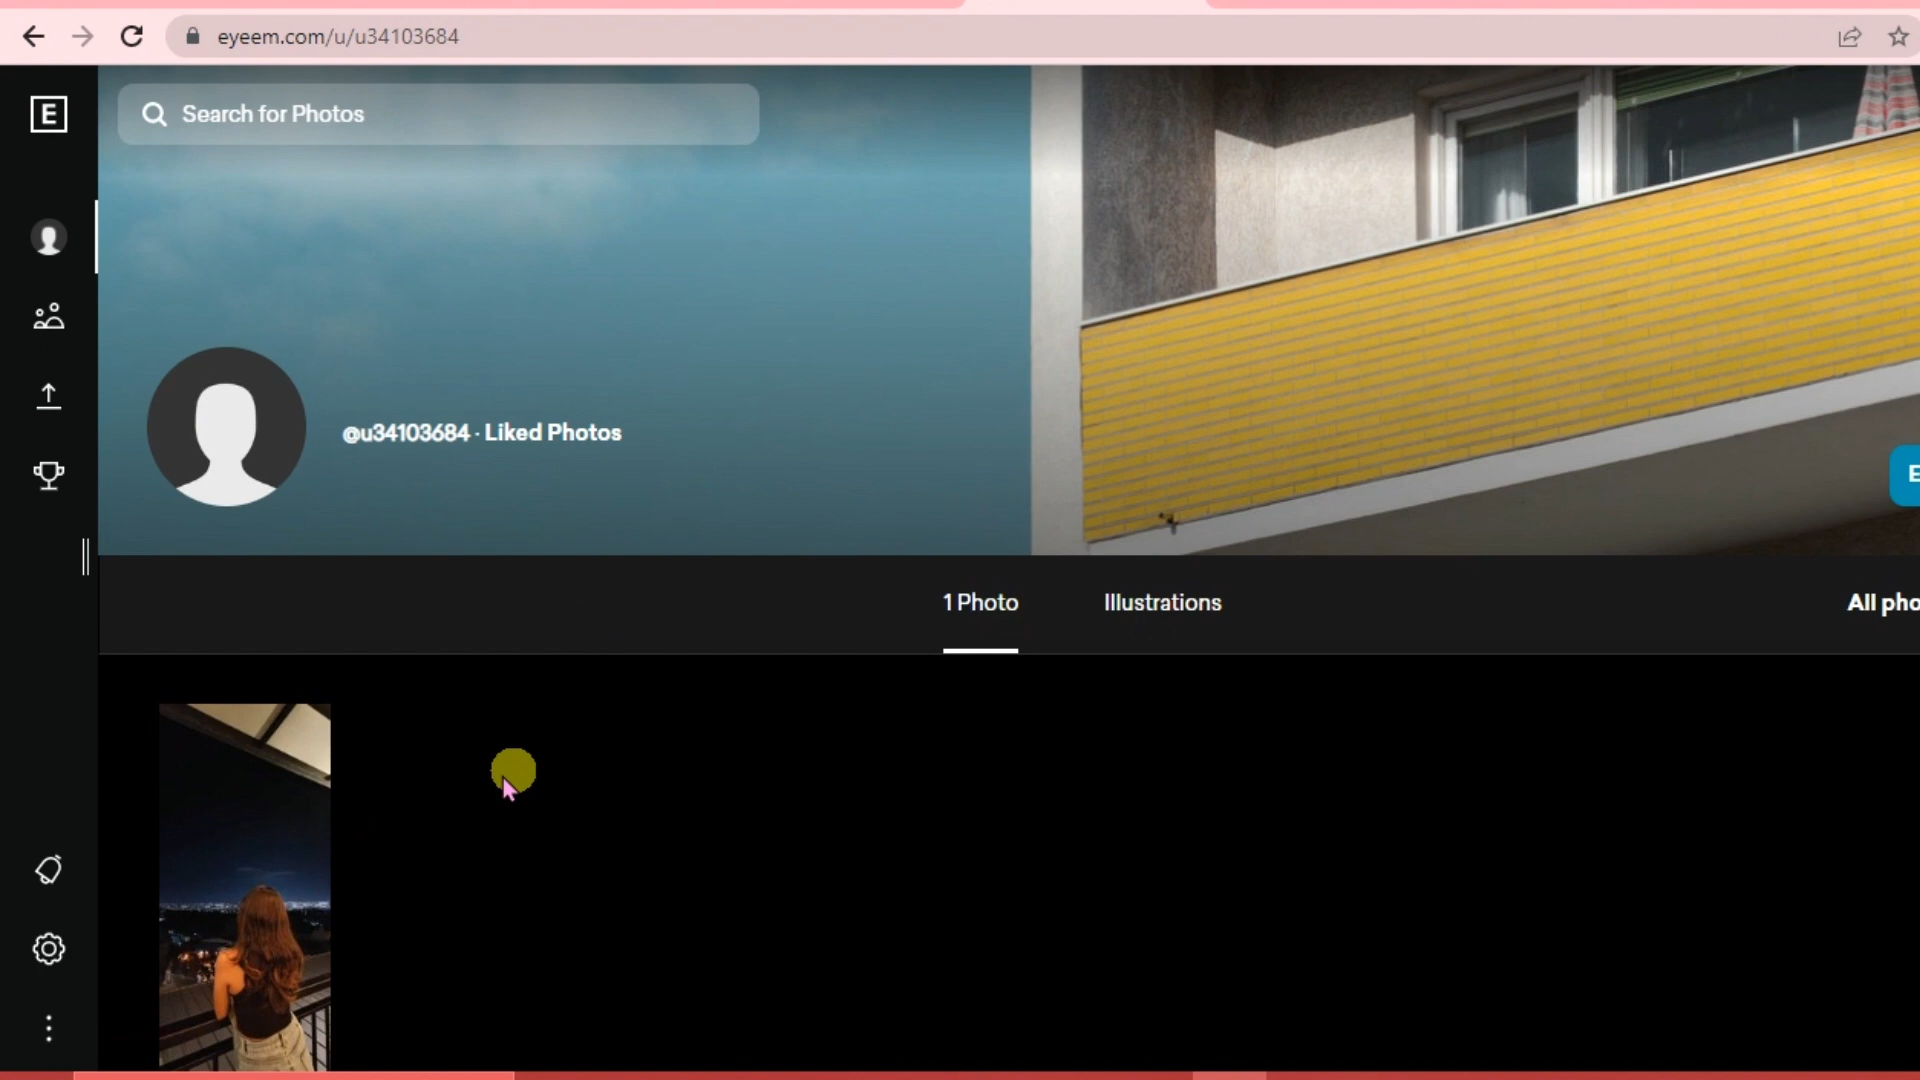 eyeem.com/u/u34103684
E
Search for Photos
@u34103684 · Liked Photos
E
1 Photo
Illustrations
All pho